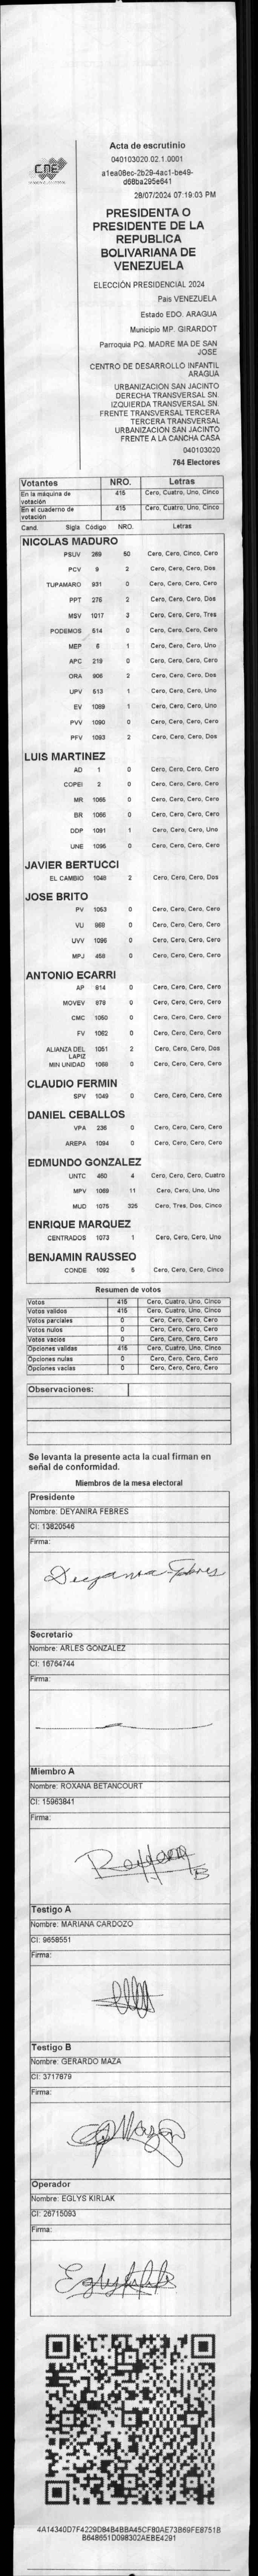 CNE
Acta de escrutinio
040103020.02.1.0001
a1ea08ec-2b29-4ac1-be49-
d68ba295e641
28/07/2024 07:19:03 PM
PRESIDENTA O
PRESIDENTE DE LA
REPUBLICA
BOLIVARIANA DE
VENEZUELA
ELECCIÓN PRESIDENCIAL 2024
Pais VENEZUELA
Estado EDO. ARAGUA
Municipio MP. GIRARDOT
Parroquia PQ. MADRE MA DE SAN
JOSE
CENTRO DE DESARROLLO INFANTIL
ARAGUA
URBANIZACION SAN JACINTO
DERECHA TRANSVERSAL SN.
IZQUIERDA TRANSVERSAL SN.
FRENTE TRANSVERSAL TERCERA
TERCERA TRANSVERSAL
URBANIZACION SAN JACINTO
FRENTE A LA CANCHA CASA
040103020
764 Electores
Votantes NRO. Letras
En la máquina de votación 415 Cero, Cuatro, Uno, Cinco
En el cuaderno de votación 415 Cero, Cuatro, Uno, Cinco
Cand. Sigla Código NRO. Letras
NICOLAS MADURO
PSUV 269 50 Cero, Cero, Cinco, Cero
PCV 9 2 Cero, Cero, Cero, Dos
TUPAMARO 931 0 Cero, Cero, Cero, Cero
PPT 275 2 Cero, Cero, Cero, Dos
MSV 1017 3 Cero, Cero, Cero, Tres
PODEMOS 514 0 Cero, Cero, Cero, Cero
MEP 6 1 Cero, Cero, Cero, Uno
APC 219 0 Cero, Cero, Cero, Cero
ORA 906 2 Cero, Cero, Cero, Dos
UPV 613 1 Cero, Cero, Cero, Uno
EV 1089 1 Cero, Cero, Cero, Uno
PVV 1090 0 Cero, Cero, Cero, Cero
PFV 1093 2 Cero, Cero, Cero, Dos
LUIS MARTINEZ
AD 1 0 Cero, Cero, Cero, Cero
COPEI 2 0 Cero, Cero, Cero, Cero
MR 1065 0 Cero, Cero, Cero, Cero
BR 1066 0 Cero, Cero, Cero, Cero
DDP 1091 1 Cero, Cero, Cero, Uno
UNE 1095 0 Cero, Cero, Cero, Cero
JAVIER BERTUCCI
EL CAMBIO 1048 2 Cero, Cero, Cero, Dos
JOSE BRITO
PV 1053 0 Cero, Cero, Cero, Cero
VU 969 0 Cero, Cero, Cero, Cero
UVV 1096 0 Cero, Cero, Cero, Cero
MPJ 458 0 Cero, Cero, Cero, Cero
ANTONIO ECARRI
AP 814 0 Cero, Cero, Cero, Cero
MOVEV 978 0 Cero, Cero, Cero, Cero
CMC 1050 0 Cero, Cero, Cero, Cero
FV 1062 0 Cero, Cero, Cero, Cero
ALIANZA DEL LAPIZ 1051 2 Cero, Cero, Cero, Dos
MIN UNIDAD 1068 0 Cero, Cero, Cero, Cero
CLAUDIO FERMIN
SPV 1049 0 Cero, Cero, Cero, Cero
DANIEL CEBALLOS
VPA 236 0 Cero, Cero, Cero, Cero
AREPA 1094 0 Cero, Cero, Cero, Cero
EDMUNDO GONZALEZ
UNTC 450 4 Cero, Cero, Cero, Cuatro
MPV 1069 11 Cero, Cero, Uno, Uno
MUD 1075 325 Cero, Tres, Dos, Cinco
ENRIQUE MARQUEZ
CENTRADOS 1073 1 Cero, Cero, Cero, Uno
BENJAMIN RAUSSEO
CONDE 1092 5 Cero, Cero, Cero, Cinco
Resumen de votos
Votos 415 Cero, Cuatro, Uno, Cinco
Votos validos 415 Cero, Cuatro, Uno, Cinco
Votos parciales 0 Cero, Cero, Cero, Cero
Votos nulos 0 Cero, Cero, Cero, Cero
Votos vacios 0 Cero, Cero, Cero, Cero
Opciones validas 415 Cero, Cuatro, Uno, Cinco
Opciones nulas 0 Cero, Cero, Cero, Cero
Opciones vacias 0 Cero, Cero, Cero, Cero
Observaciones:
Se levanta la presente acta la cual firman en
señal de conformidad.
Miembros de la mesa electoral
Presidente
Nombre: DEYANIRA FEBRES
CI: 13820546
Firma:
Deyanira Febres
Secretario
Nombre: ARLES GONZALEZ
CI: 16764744
Firma:
Miembro A
Nombre: ROXANA BETANCOURT
CI: 15963841
Firma:
Roxana B
Testigo A
Nombre: MARIANA CARDOZO
CI: 9658551
Firma:
Testigo B
Nombre: GERARDO MAZA
CI: 3717679
Firma:
Operador
Nombre: EGLYS KIRLAK
CI: 26715093
Firma:
4A14340D7F4229D84B4BBA45CF80AE73B69FE8751B
B648651D098302AEBE4291